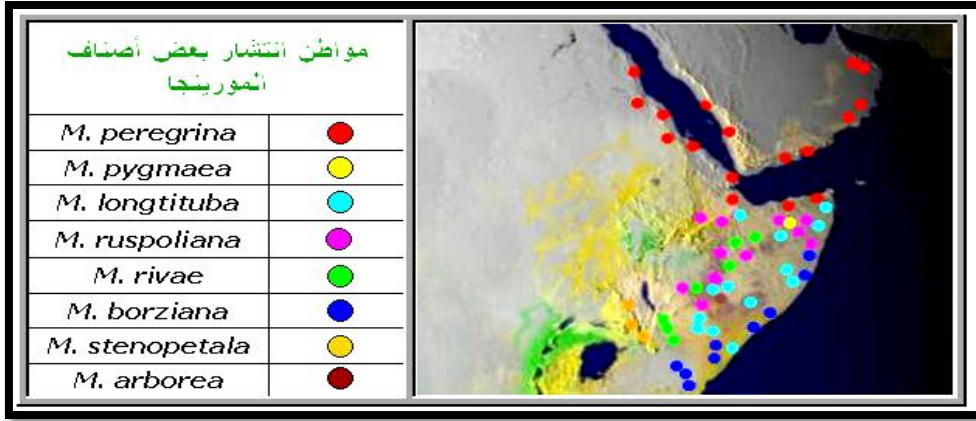 مواطن انتشار بعض أصناف
المورينجا
M. peregrina
M. pygmaea
M. longtituba
M. ruspoliana
M. rivae
M. borziana
M. stenopetala
M. arborea